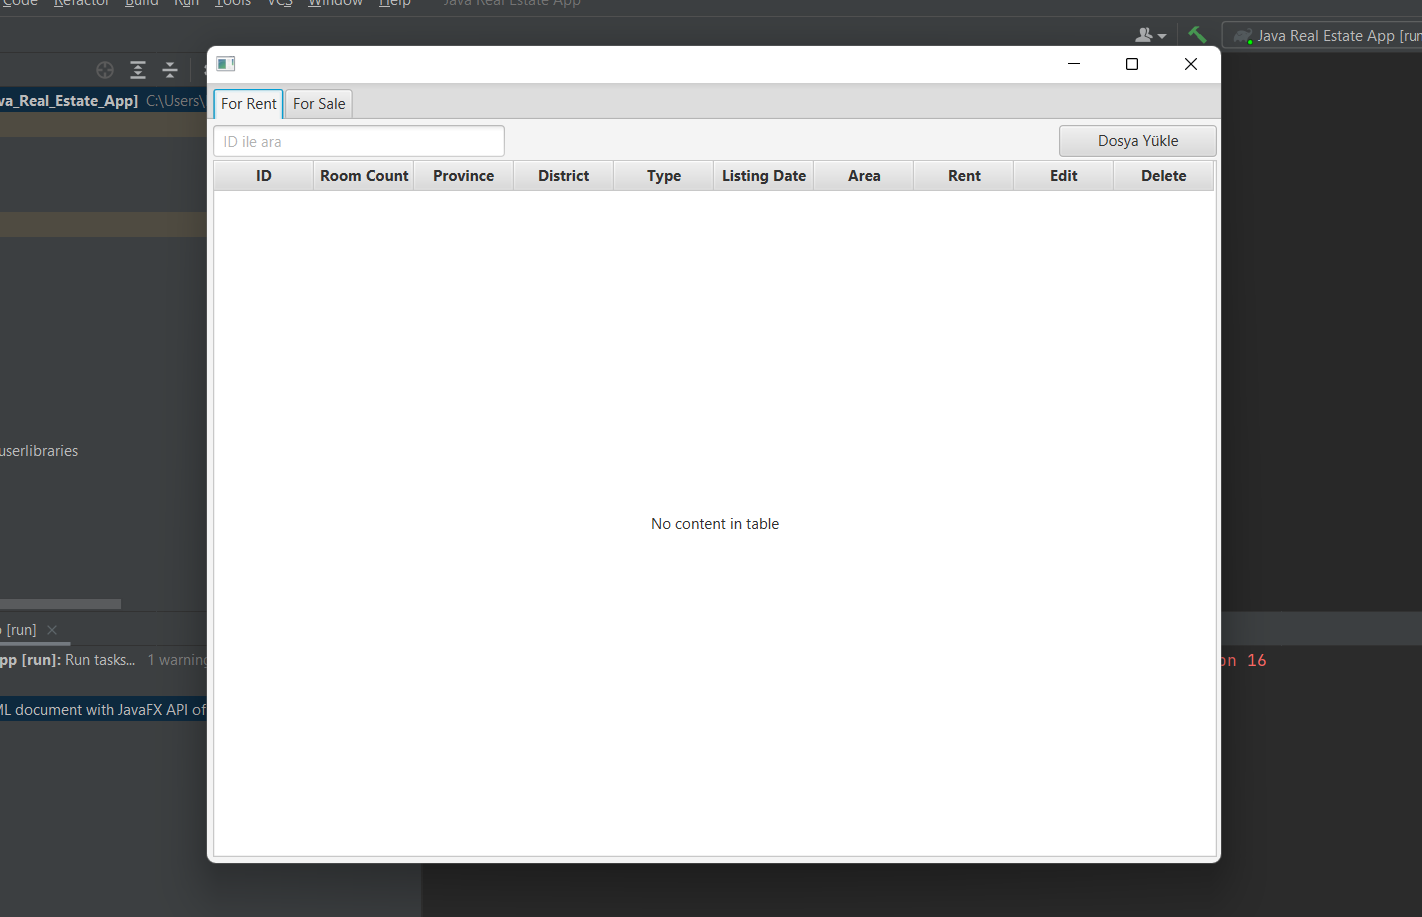 Code Refactor Build Run Tools VCS Window Help Java Real Estate App
Java Real Estate App [run
va_Real_Estate_App] C:\Users\
For Rent For Sale
ID ile ara
Dosya Yükle
ID Room Count Province District Type Listing Date Area Rent Edit Delete
No content in table
userlibraries
[run]
pp [run]: Run tasks... 1 warning
on 16
ML document with JavaFX API of